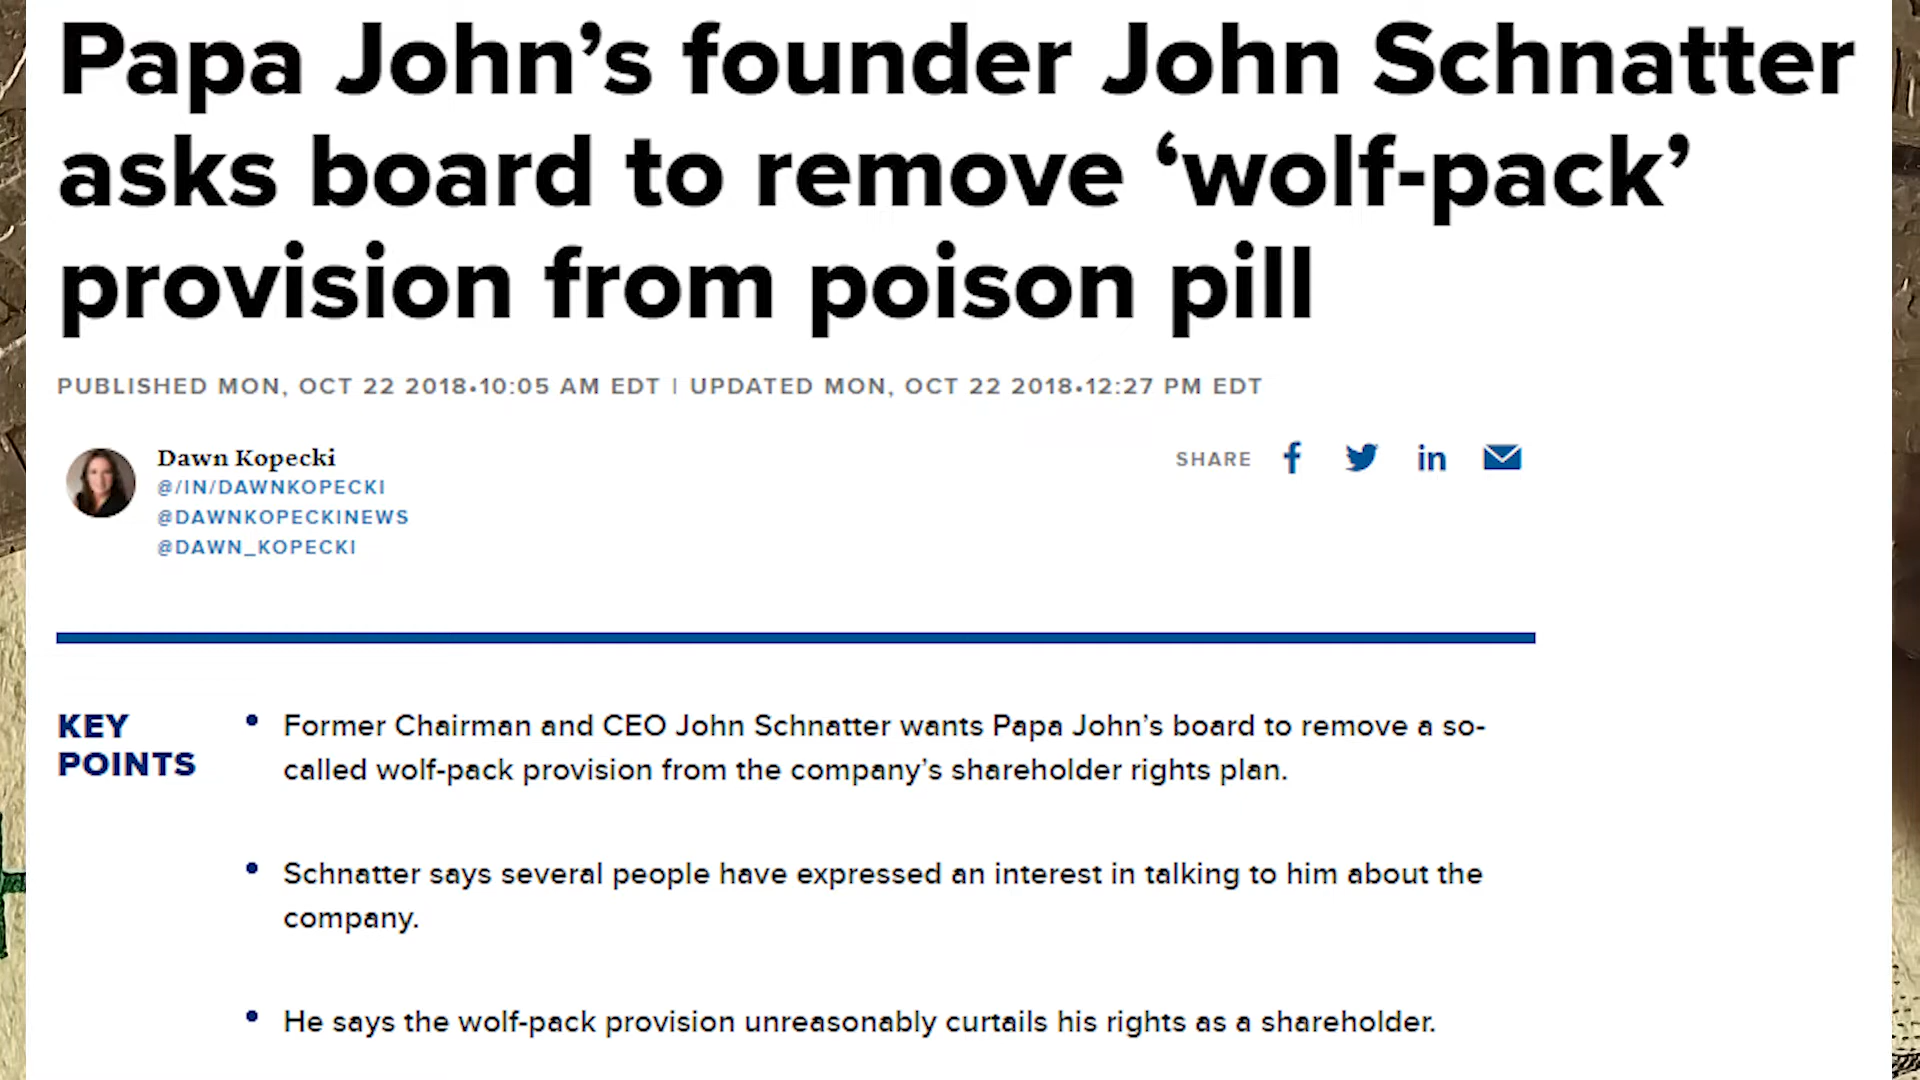 Papa John’s founder John Schnatter
asks board to remove ‘wolf-pack’
provision from poison pill
PUBLISHED MON, OCT 22 2018•10:05 AM EDT | UPDATED MON, OCT 22 2018•12:27 PM EDT
Dawn Kopecki
@/IN/DAWNKOPECKI
@DAWNKOPECKINEWS
@DAWN_KOPECKI
SHARE
KEY
POINTS
• Former Chairman and CEO John Schnatter wants Papa John’s board to remove a so-
called wolf-pack provision from the company’s shareholder rights plan.
• Schnatter says several people have expressed an interest in talking to him about the
company.
• He says the wolf-pack provision unreasonably curtails his rights as a shareholder.